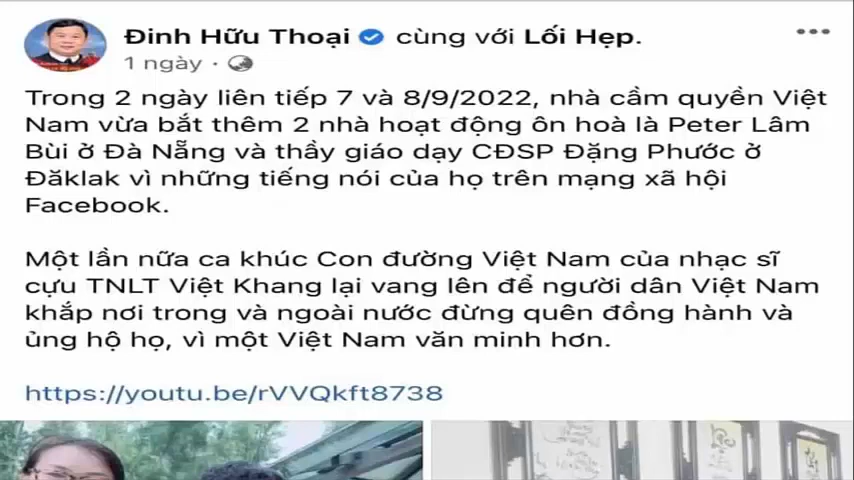 Đinh Hữu Thoại cùng với Lối Hẹp.
1 ngày ·
Trong 2 ngày liên tiếp 7 và 8/9/2022, nhà cầm quyền Việt
Nam vừa bắt thêm 2 nhà hoạt động ôn hoà là Peter Lâm
Bùi ở Đà Nẵng và thầy giáo dạy CĐSP Đặng Phước ở
Đăklak vì những tiếng nói của họ trên mạng xã hội
Facebook.
Một lần nữa ca khúc Con đường Việt Nam của nhạc sĩ
cựu TNLT Việt Khang lại vang lên để người dân Việt Nam
khắp nơi trong và ngoài nước đừng quên đồng hành và
ủng hộ họ, vì một Việt Nam văn minh hơn.
https://youtu.be/rVVQkft8738